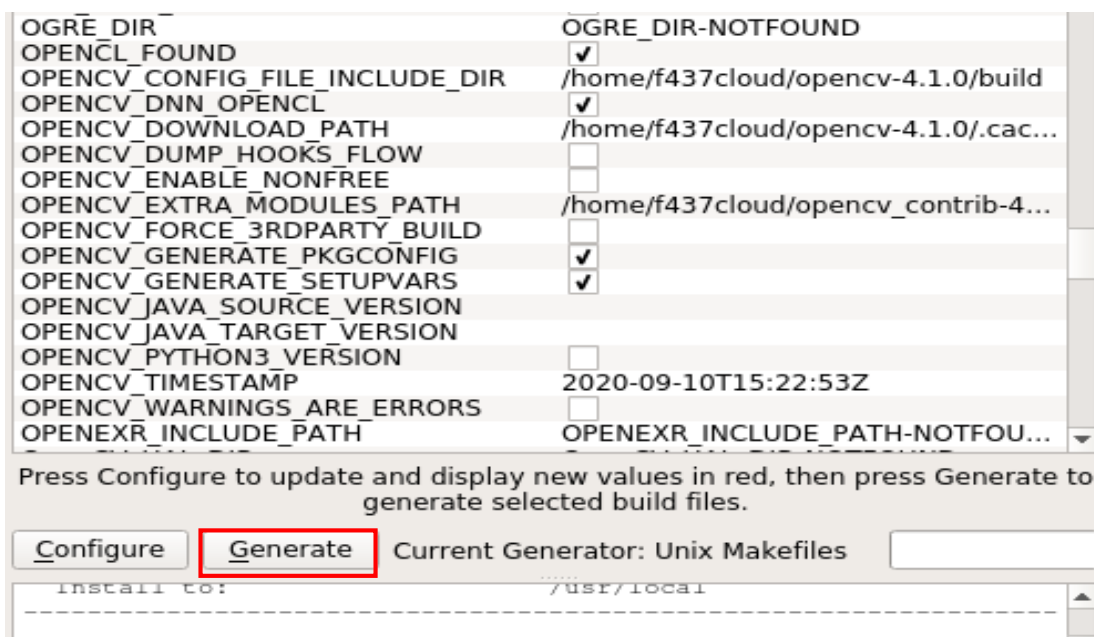 OGRE_DIR OGRE_DIR-NOTFOUND
OPENCL_FOUND
OPENCV_CONFIG_FILE_INCLUDE_DIR /home/f437cloud/opencv-4.1.0/build
OPENCV_DNN_OPENCL
OPENCV_DOWNLOAD_PATH /home/f437cloud/opencv-4.1.0/.cac...
OPENCV_DUMP_HOOKS_FLOW
OPENCV_ENABLE_NONFREE
OPENCV_EXTRA_MODULES_PATH /home/f437cloud/opencv_contrib-4...
OPENCV_FORCE_3RDPARTY_BUILD
OPENCV_GENERATE_PKGCONFIG
OPENCV_GENERATE_SETUPVARS
OPENCV_JAVA_SOURCE_VERSION
OPENCV_JAVA_TARGET_VERSION
OPENCV_PYTHON3_VERSION
OPENCV_TIMESTAMP 2020-09-10T15:22:53Z
OPENCV_WARNINGS_ARE_ERRORS
OPENEXR_INCLUDE_PATH OPENEXR_INCLUDE_PATH-NOTFOU...
Press Configure to update and display new values in red, then press Generate to
generate selected build files.
Configure Generate Current Generator: Unix Makefiles
Install to: /usr/local